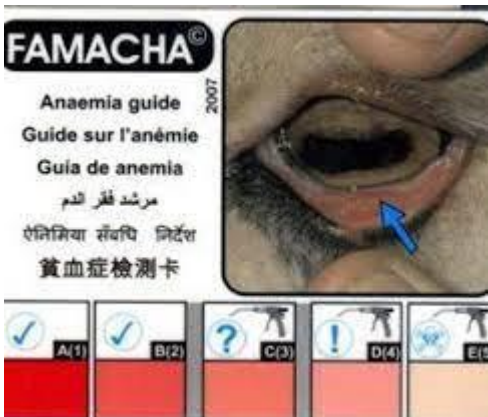 FAMACHA©
2007
Anaemia guide
Guide sur l'anémie
Guía de anemia
مرشد فقر الدم
ऐनिमिया सँबधि निर्देश
貧血症檢測卡
? !
A(1) B(2) C(3) D(4) E(5